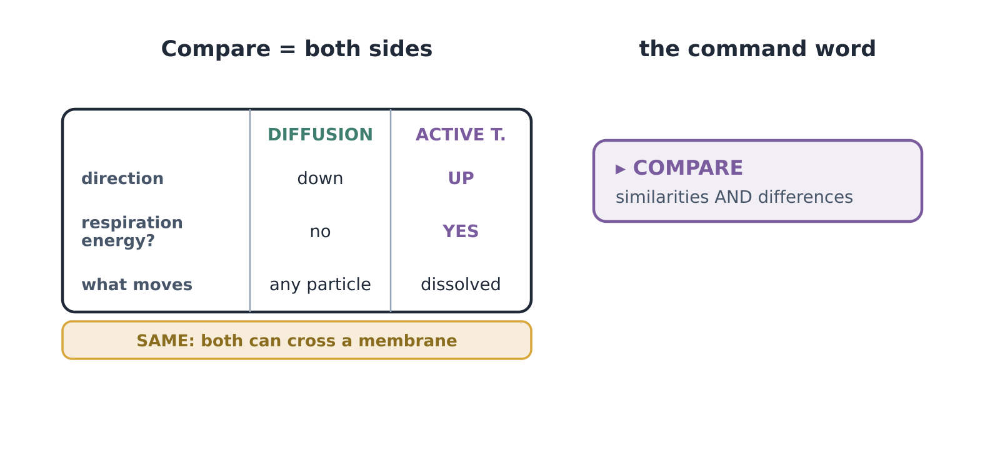 Compare = both sides
DIFFUSION ACTIVE T.
direction down UP
respiration
energy? no YES
what moves any particle dissolved
SAME: both can cross a membrane
the command word
▸ COMPARE
similarities AND differences